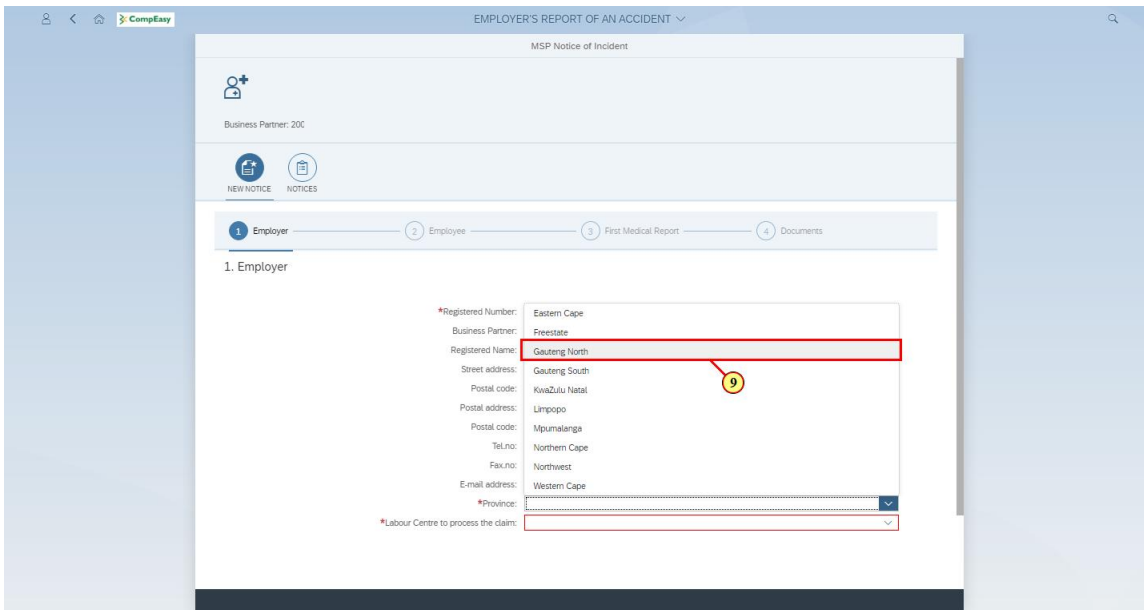 CompEasy
EMPLOYER'S REPORT OF AN ACCIDENT
MSP Notice of Incident
Business Partner: 200
NEW NOTICE NOTICES
1 Employer 2 Employee 3 First Medical Report 4 Documents
1. Employer
*Registered Number: Eastern Cape
Business Partner: Freestate
Registered Name: Gauteng North
Street address: Gauteng South
9
Postal code: KwaZulu Natal
Postal address: Limpopo
Postal code: Mpumalanga
Tel.no: Northern Cape
Fax.no: Northwest
E-mail address: Western Cape
*Province:
*Labour Centre to process the claim: